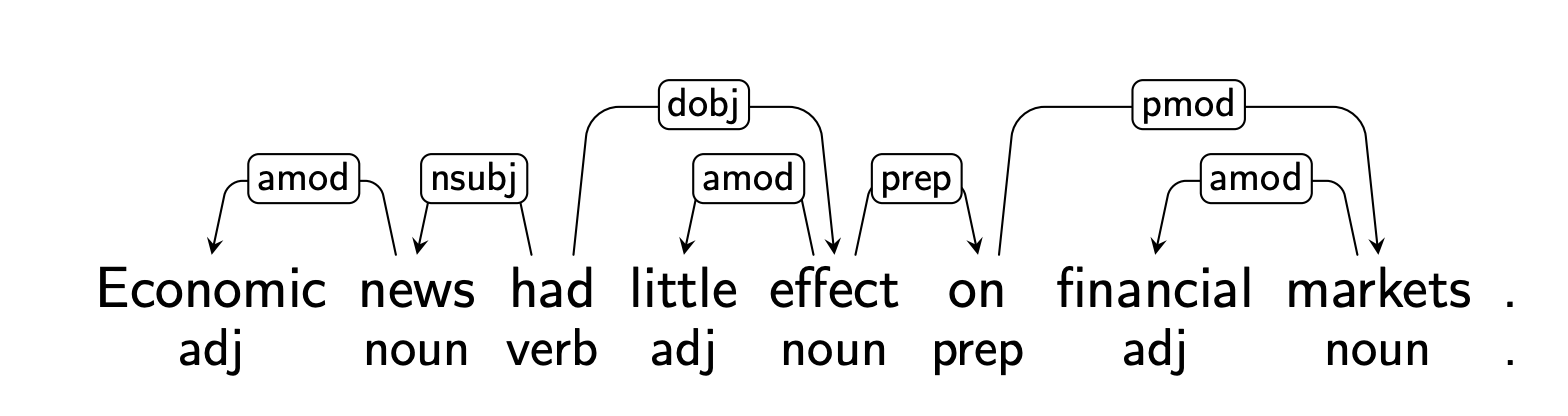 dobj pmod
amod nsubj amod prep amod
Economic news had little effect on financial markets .
adj noun verb adj noun prep adj noun .